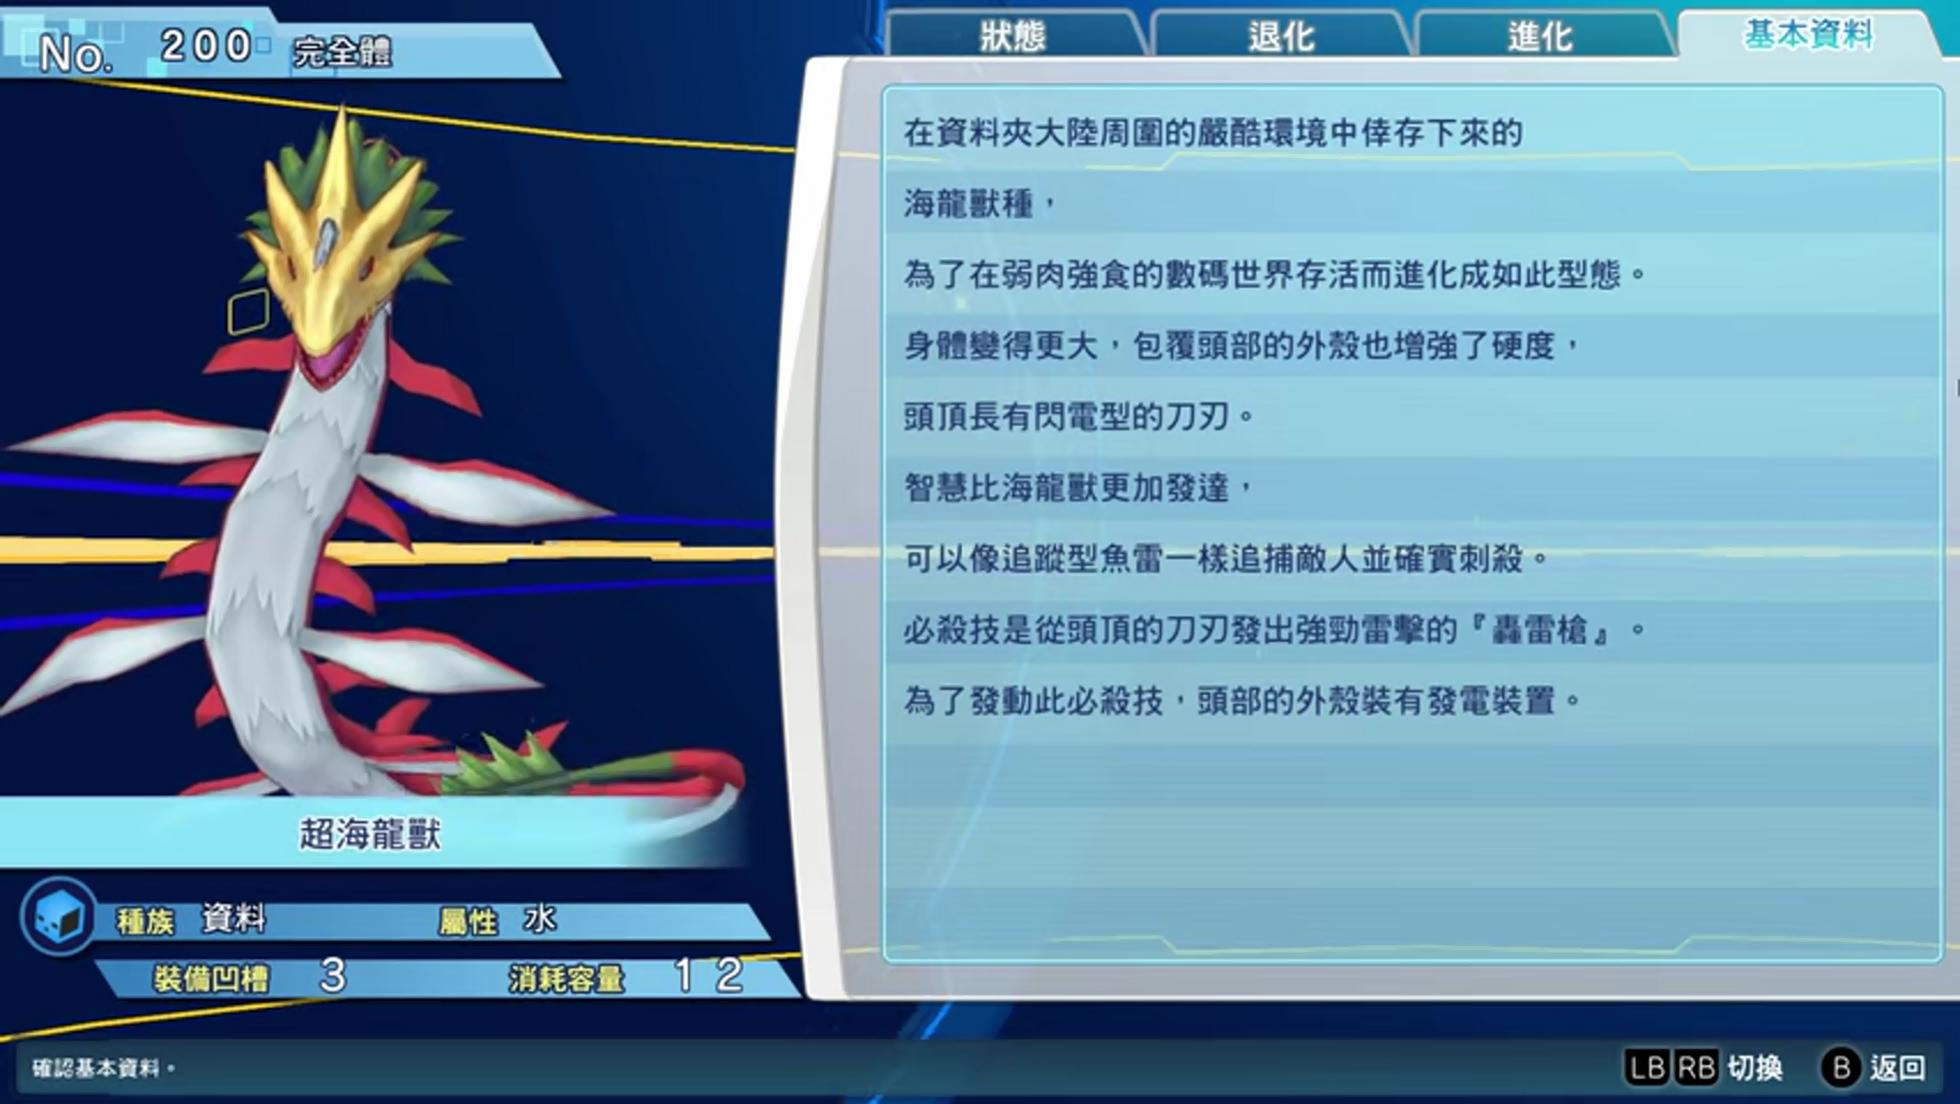 No. 200 完全體
狀態 退化 進化 基本資料
在資料夾大陸周圍的嚴酷環境中倖存下來的
海龍獸種，
為了在弱肉強食的數碼世界存活而進化成如此型態。
身體變得更大，包覆頭部的外殼也增強了硬度，
頭頂長有閃電型的刀刃。
智慧比海龍獸更加發達，
可以像追蹤型魚雷一樣追捕敵人並確實刺殺。
必殺技是從頭頂的刀刃發出強勁雷擊的『轟雷槍』。
為了發動此必殺技，頭部的外殼裝有發電裝置。
超海龍獸
種族 資料 屬性 水
裝備凹槽 3 消耗容量 12
確認基本資料。
LB RB 切換 B 返回